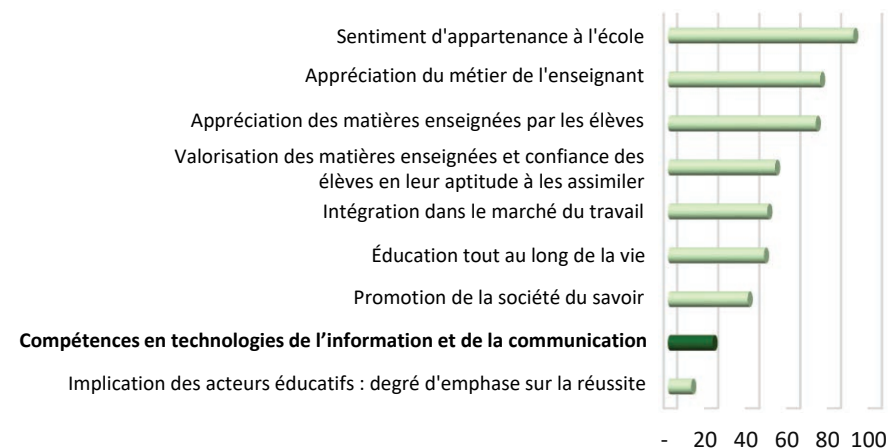 Sentiment d'appartenance à l'école
Appréciation du métier de l'enseignant
Appréciation des matières enseignées par les élèves
Valorisation des matières enseignées et confiance des
élèves en leur aptitude à les assimiler
Intégration dans le marché du travail
Éducation tout au long de la vie
Promotion de la société du savoir
Compétences en technologies de l’information et de la communication
Implication des acteurs éducatifs : degré d'emphase sur la réussite
- 20 40 60 80 100